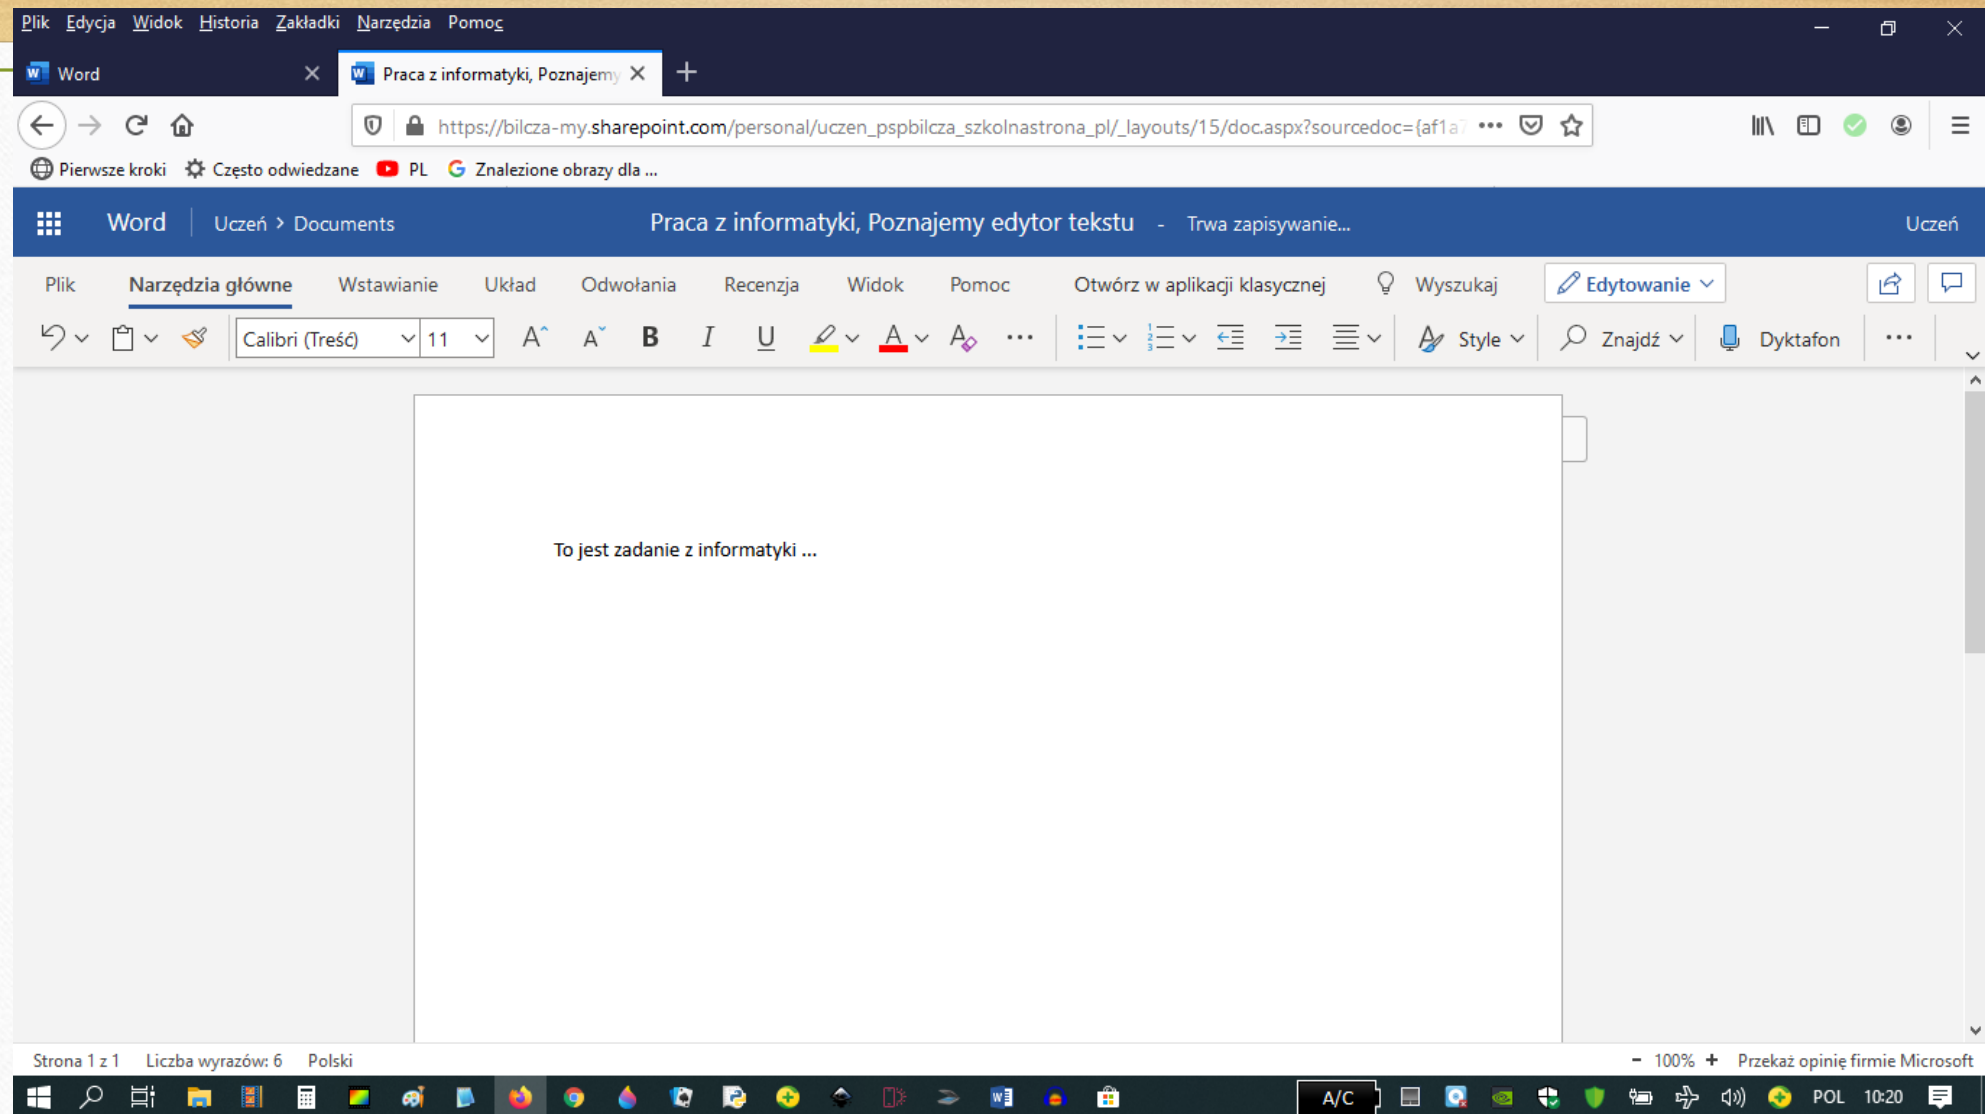 Plik Edycja Widok Historia Zakładki Narzędzia Pomoc
Word
Praca z informatyki, Poznajemy
https://bilcza-my.sharepoint.com/personal/uczen_pspbilcza_szkolnastrona_pl/_layouts/15/doc.aspx?sourcedoc={af1a
Pierwsze kroki Często odwiedzane PL Znalezione obrazy dla ...
Word Uczeń > Documents Praca z informatyki, Poznajemy edytor tekstu - Trwa zapisywanie... Uczeń
Plik Narzędzia główne Wstawianie Układ Odwołania Recenzja Widok Pomoc Otwórz w aplikacji klasycznej Wyszukaj Edytowanie
Calibri (Treść) 11 B I U Style Znajdź Dyktafon
To jest zadanie z informatyki ...
Strona 1 z 1 Liczba wyrazów: 6 Polski - 100% + Przekaż opinię firmie Microsoft
A/C POL 10:20